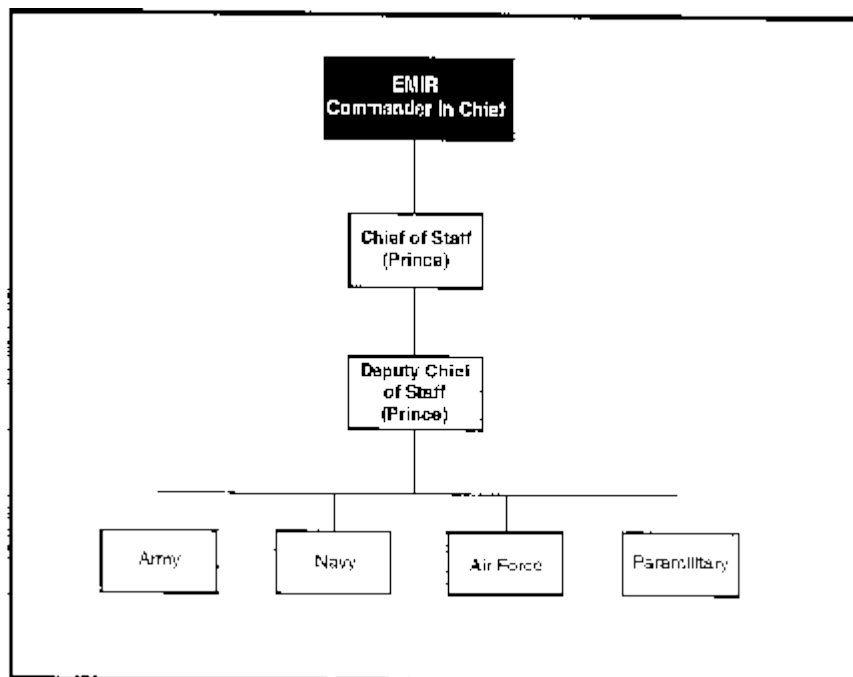 EMIR
Commander in Chief
Chief of Staff
(Prince)
Deputy Chief
of Staff
(Prince)
Army
Navy
Air Force
Paramilitary